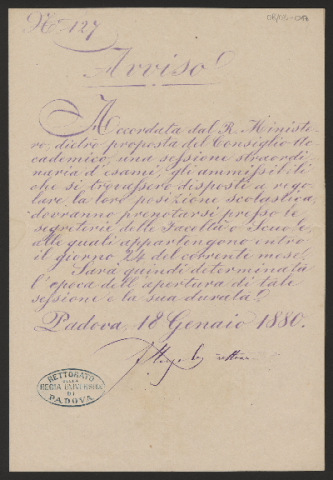 N.° 127
Avviso
Accordata dal R. Ministe-
ro, dietro proposta del Consiglio Ac-
cademico, una sessione straordi-
naria d'esami, gli ammissibili
che si trovassero disposti a rego-
lare la loro posizione scolastica,
dovranno prenotarsi presso le
segreterie delle Facoltà o Scuole,
alle quali appartengono entro
il giorno 24 del corrente mese.
Sarà quindi determinata
l'epoca dell'apertura di tale
sessione e la sua durata.
Padova, 18 Genaio 1880.
RETTORATO
DELLA
REGIA UNIVERSITÀ
DI
PADOVA